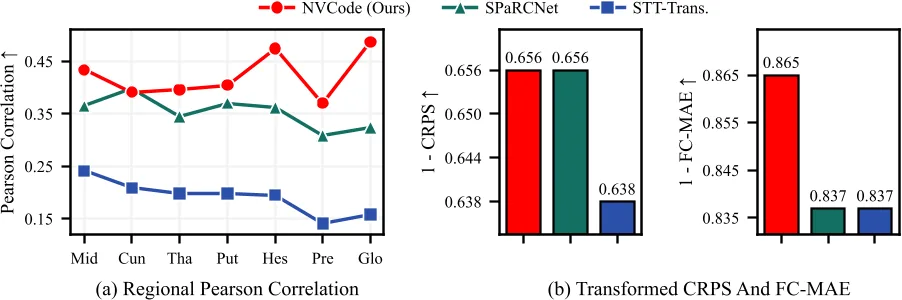 NVCode (Ours) SPaRCNet STT-Trans.
Pearson Correlation ↑
0.45
0.35
0.25
0.15
Mid Cun Tha Put Hes Pre Glo
(a) Regional Pearson Correlation
1 - CRPS ↑
0.656
0.650
0.644
0.638
0.656 0.656
0.638
1 - FC-MAE ↑
0.865
0.855
0.845
0.835
0.865
0.837 0.837
(b) Transformed CRPS And FC-MAE